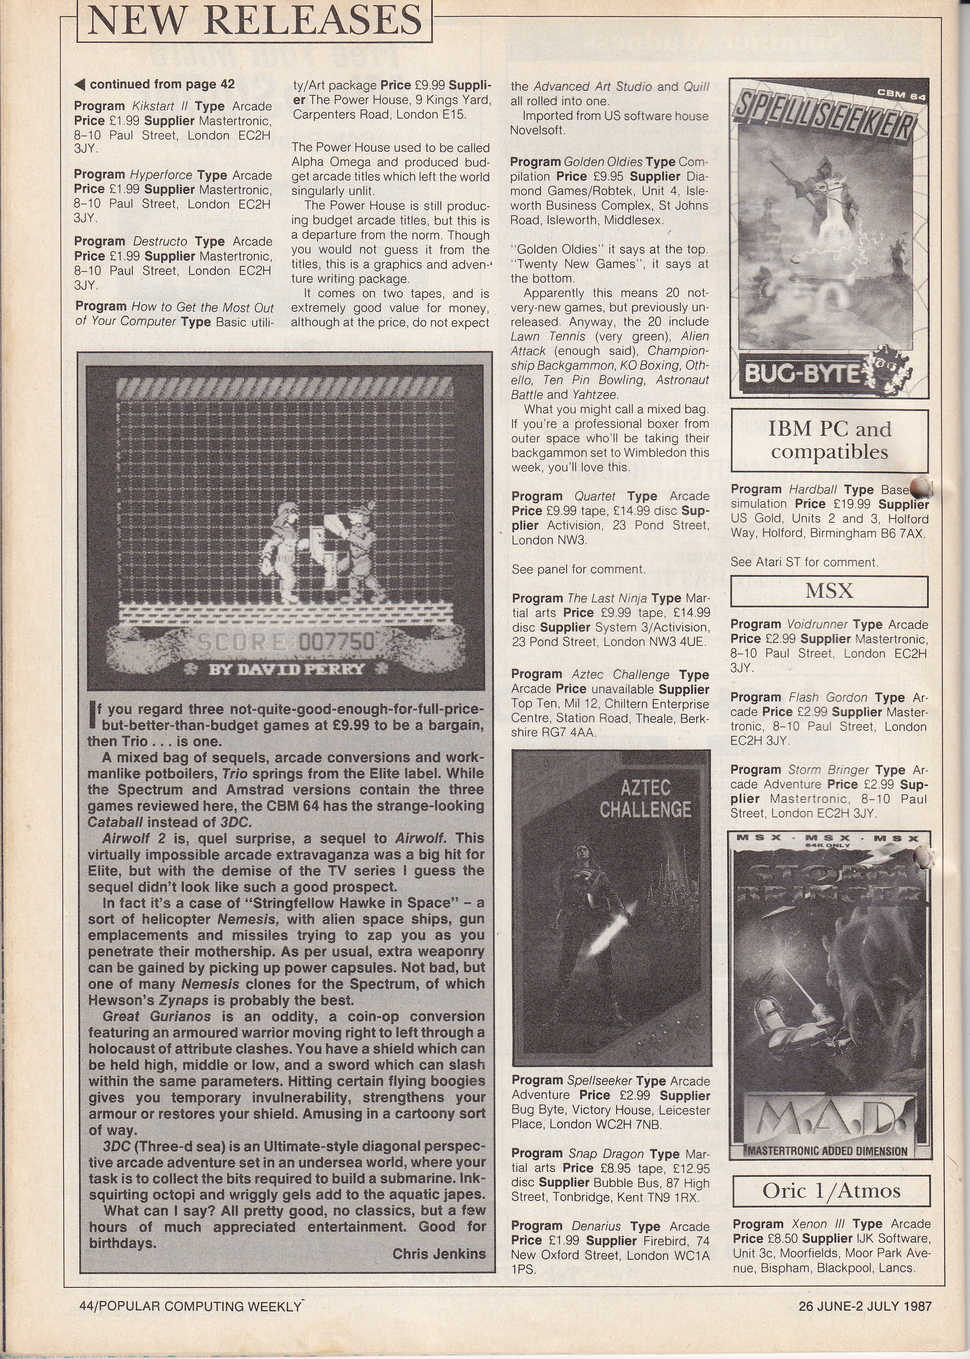 NEW RELEASES
◀ continued from page 42
Program Kikstart II Type Arcade
Price £1.99 Supplier Mastertronic,
8–10 Paul Street, London EC2H
3JY.
Program Hyperforce Type Arcade
Price £1.99 Supplier Mastertronic,
8–10 Paul Street, London EC2H
3JY.
Program Destructo Type Arcade
Price £1.99 Supplier Mastertronic,
8–10 Paul Street, London EC2H
3JY.
Program How to Get the Most Out
of Your Computer Type Basic utili-
ty/Art package Price £9.99 Suppli-
er The Power House, 9 Kings Yard,
Carpenters Road, London E15.
The Power House used to be called
Alpha Omega and produced bud-
get arcade titles which left the world
singularly unlit.
The Power House is still produc-
ing budget arcade titles, but this is
a departure from the norm. Though
you would not guess it from the
titles, this is a graphics and adven-
ture writing package.
It comes on two tapes, and is
extremely good value for money,
although at the price, do not expect
the Advanced Art Studio and Quill
all rolled into one.
Imported from US software house
Novelsoft.
Program Golden Oldies Type Com-
pilation Price £9.95 Supplier Dia-
mond Games/Robtek, Unit 4, Isle-
worth Business Complex, St Johns
Road, Isleworth, Middlesex.
"Golden Oldies" it says at the top.
"Twenty New Games", it says at
the bottom.
Apparently this means 20 not-
very-new games, but previously un-
released. Anyway, the 20 include
Lawn Tennis (very green), Alien
Attack (enough said), Champion-
ship Backgammon, KO Boxing, Oth-
ello, Ten Pin Bowling, Astronaut
Battle and Yahtzee.
What you might call a mixed bag.
If you're a professional boxer from
outer space who'll be taking their
backgammon set to Wimbledon this
week, you'll love this.
Program Quartet Type Arcade
Price £9.99 tape, £14.99 disc Sup-
plier Activision, 23 Pond Street,
London NW3.
See panel for comment.
Program The Last Ninja Type Mar-
tial arts Price £9.99 tape, £14.99
disc Supplier System 3/Activision,
23 Pond Street, London NW3 4UE.
Program Aztec Challenge Type
Arcade Price unavailable Supplier
Top Ten, Mil 12, Chiltern Enterprise
Centre, Station Road, Theale, Berk-
shire RG7 4AA.
AZTEC
CHALLENGE
Program Spellseeker Type Arcade
Adventure Price £2.99 Supplier
Bug Byte, Victory House, Leicester
Place, London WC2H 7NB.
Program Snap Dragon Type Mar-
tial arts Price £8.95 tape, £12.95
disc Supplier Bubble Bus, 87 High
Street, Tonbridge, Kent TN9 1RX.
Program Denarius Type Arcade
Price £1.99 Supplier Firebird, 74
New Oxford Street, London WC1A
1PS.
CBM 64
SPELLSEEKER
BUG-BYTE
IBM PC and
compatibles
Program Hardball Type Base
simulation Price £19.99 Supplier
US Gold, Units 2 and 3, Holford
Way, Holford, Birmingham B6 7AX.
See Atari ST for comment.
MSX
Program Voidrunner Type Arcade
Price £2.99 Supplier Mastertronic,
8–10 Paul Street, London EC2H
3JY.
Program Flash Gordon Type Ar-
cade Price £2.99 Supplier Master-
tronic, 8–10 Paul Street, London
EC2H 3JY.
Program Storm Bringer Type Ar-
cade Adventure Price £2.99 Sup-
plier Mastertronic, 8–10 Paul
Street, London EC2H 3JY.
MSX · MSX · MSX
64K ONLY
STORM
BRINGER
M.A.D.
MASTERTRONIC ADDED DIMENSION
Oric 1/Atmos
Program Xenon III Type Arcade
Price £8.50 Supplier IJK Software,
Unit 3c, Moorfields, Moor Park Ave-
nue, Bispham, Blackpool, Lancs.
SCORE 007750
BY DAVID PERRY
If you regard three not-quite-good-enough-for-full-price-
but-better-than-budget games at £9.99 to be a bargain,
then Trio . . . is one.
A mixed bag of sequels, arcade conversions and work-
manlike potboilers, Trio springs from the Elite label. While
the Spectrum and Amstrad versions contain the three
games reviewed here, the CBM 64 has the strange-looking
Cataball instead of 3DC.
Airwolf 2 is, quel surprise, a sequel to Airwolf. This
virtually impossible arcade extravaganza was a big hit for
Elite, but with the demise of the TV series I guess the
sequel didn't look like such a good prospect.
In fact it's a case of "Stringfellow Hawke in Space" – a
sort of helicopter Nemesis, with alien space ships, gun
emplacements and missiles trying to zap you as you
penetrate their mothership. As per usual, extra weaponry
can be gained by picking up power capsules. Not bad, but
one of many Nemesis clones for the Spectrum, of which
Hewson's Zynaps is probably the best.
Great Gurianos is an oddity, a coin-op conversion
featuring an armoured warrior moving right to left through a
holocaust of attribute clashes. You have a shield which can
be held high, middle or low, and a sword which can slash
within the same parameters. Hitting certain flying boogies
gives you temporary invulnerability, strengthens your
armour or restores your shield. Amusing in a cartoony sort
of way.
3DC (Three-d sea) is an Ultimate-style diagonal perspec-
tive arcade adventure set in an undersea world, where your
task is to collect the bits required to build a submarine. Ink-
squirting octopi and wriggly gels add to the aquatic japes.
What can I say? All pretty good, no classics, but a few
hours of much appreciated entertainment. Good for
birthdays.
Chris Jenkins
44/POPULAR COMPUTING WEEKLY
26 JUNE-2 JULY 1987